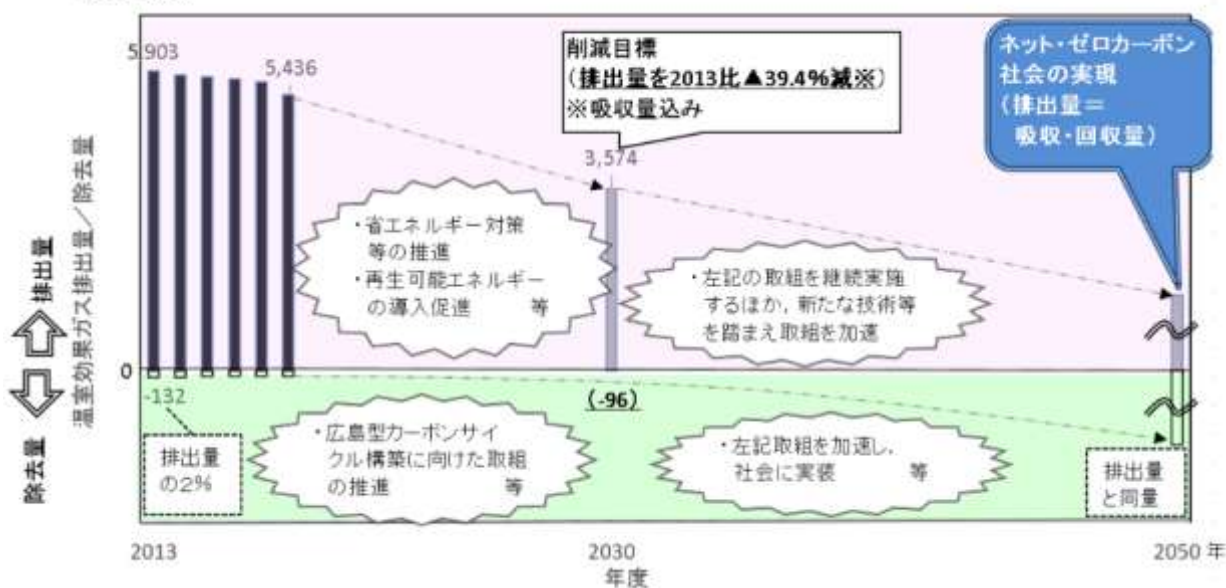 5,903
5,436
削減目標
(排出量を2013比▲39.4%減※)
※吸収量込み
3,574
ネット・ゼロカーボン
社会の実現
(排出量=
吸収・回収量)
・省エネルギー対策
等の推進
・再生可能エネルギー
の導入促進 等
・左記の取組を継続実施
するほか,新たな技術等
を踏まえ取組を加速
排出量
除去量
温室効果ガス排出量/除去量
0
-132
排出量
の2%
・広島型カーボンサイ
クル構築に向けた取組
の推進 等
(-96)
・左記取組を加速し,
社会に実装 等
排出量
と同量
2013
2030
2050 年
年度